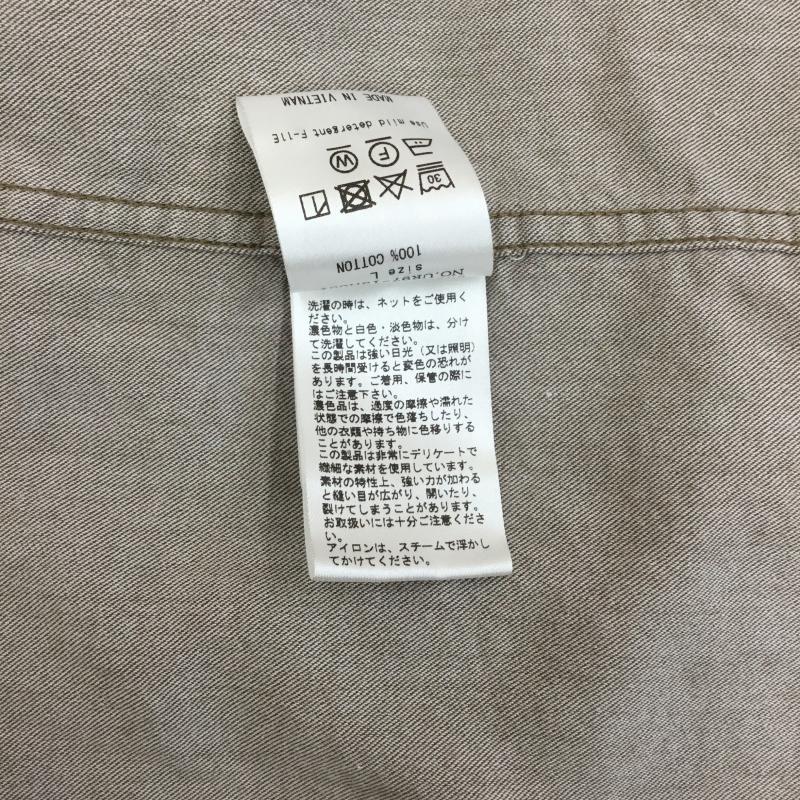 MADE IN VIETNAM
Use mild detergent F-11E
W
F
30
100% COTTON
size L
洗濯の時は、ネットをご使用く
ださい。
濃色物と白色・淡色物は、分け
て洗濯してください。
この製品は強い日光（又は照明）
を長時間受けると変色の恐れが
あります。ご着用、保管の際に
はご注意下さい。
濃色品は、過度の摩擦や濡れた
状態での摩擦で色落ちしたり、
他の衣類や持ち物に色移りする
ことがあります。
この製品は非常にデリケートで
繊細な素材を使用しています。
素材の特性上、強い力が加わる
と縫い目が広がり、開いたり、
裂けてしまうことがあります。
お取扱いには十分ご注意くださ
い。
アイロンは、スチームで浮かし
てかけてください。